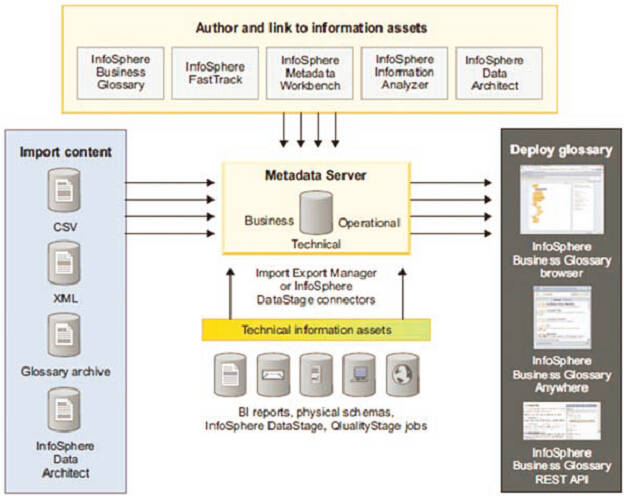 Author and link to information assets
InfoSphere
Business
Glossary
InfoSphere
FastTrack
InfoSphere
Metadata
Workbench
InfoSphere
Information
Analyzer
InfoSphere
Data
Architect
Import content
CSV
XML
Glossary archive
InfoSphere
Data
Architect
Metadata Server
Business
Operational
Technical
Import Export Manager
or InfoSphere
DataStage connectors
Technical information assets
BI reports, physical schemas,
InfoSphere DataStage, QlualityStage jobs
Deploy glossary
InfoSphere
Business Glossary
browser
InfoSphere
Business Glossary
Anywhere
InfoSphere
Business Glossary
REST API